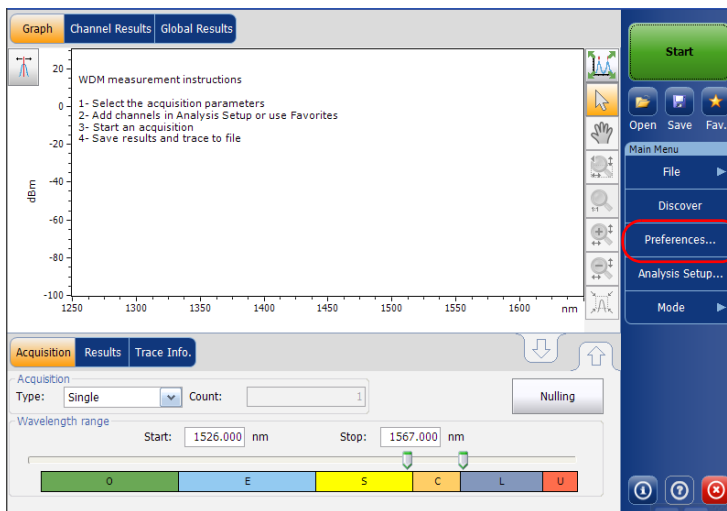 Graph Channel Results Global Results
20
0
-20
-40
-60
-80
-100
dBm
WDM measurement instructions
1- Select the acquisition parameters
2- Add channels in Analysis Setup or use Favorites
3- Start an acquisition
4- Save results and trace to file
1250 1300 1350 1400 1450 1500 1550 1600 nm
1:1
Start
Open Save Fav.
Main Menu
File
Discover
Preferences...
Analysis Setup...
Mode
Acquisition Results Trace Info.
Acquisition
Type: Single Count: 1
Nulling
Wavelength range
Start: 1526.000 nm Stop: 1567.000 nm
O E S C L U